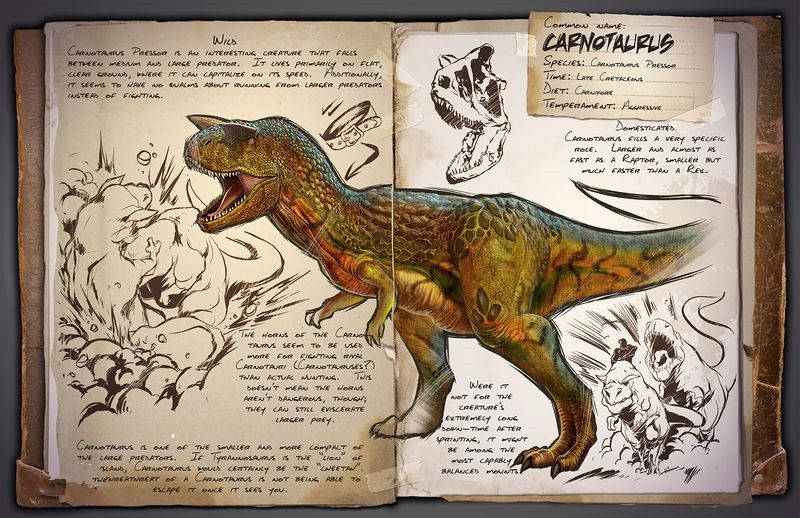 Wild
Carnotaurus Pressor is an interesting creature that falls
between medium and large predator. It lives primarily on flat,
clear ground, where it can capitalize on its speed. Additionally,
it seems to have no qualms about running from larger predators
instead of fighting.
Common name:
CARNOTAURUS
Species: Carnotaurus Pressor
Time: Late Cretaceous
Diet: Carnivore
Temperament: Aggressive
Domesticated
Carnotaurus fills a very specific
role. Larger and almost as
fast as a Raptor, smaller but
much faster than a Rex.
The horns of the Carno
taurus seem to be used
more for fighting rival
Carnotauri (Carnotauruses?)
than actual hunting. This
doesn't mean the horns
aren't dangerous, though;
they can still eviscerate
larger prey.
Were it
not for the
creature's
extremely long
down-time after
sprinting, it might
be among the
most capably
balanced mounts
Carnotaurus is one of the smaller and more compact of
the large predators. If Tyrannosaurus is the "lion" of
island, Carnotaurus would certainly be the "cheetah".
thenreathreat of a Carnotaurus is not being able to
escape it once it sees you.